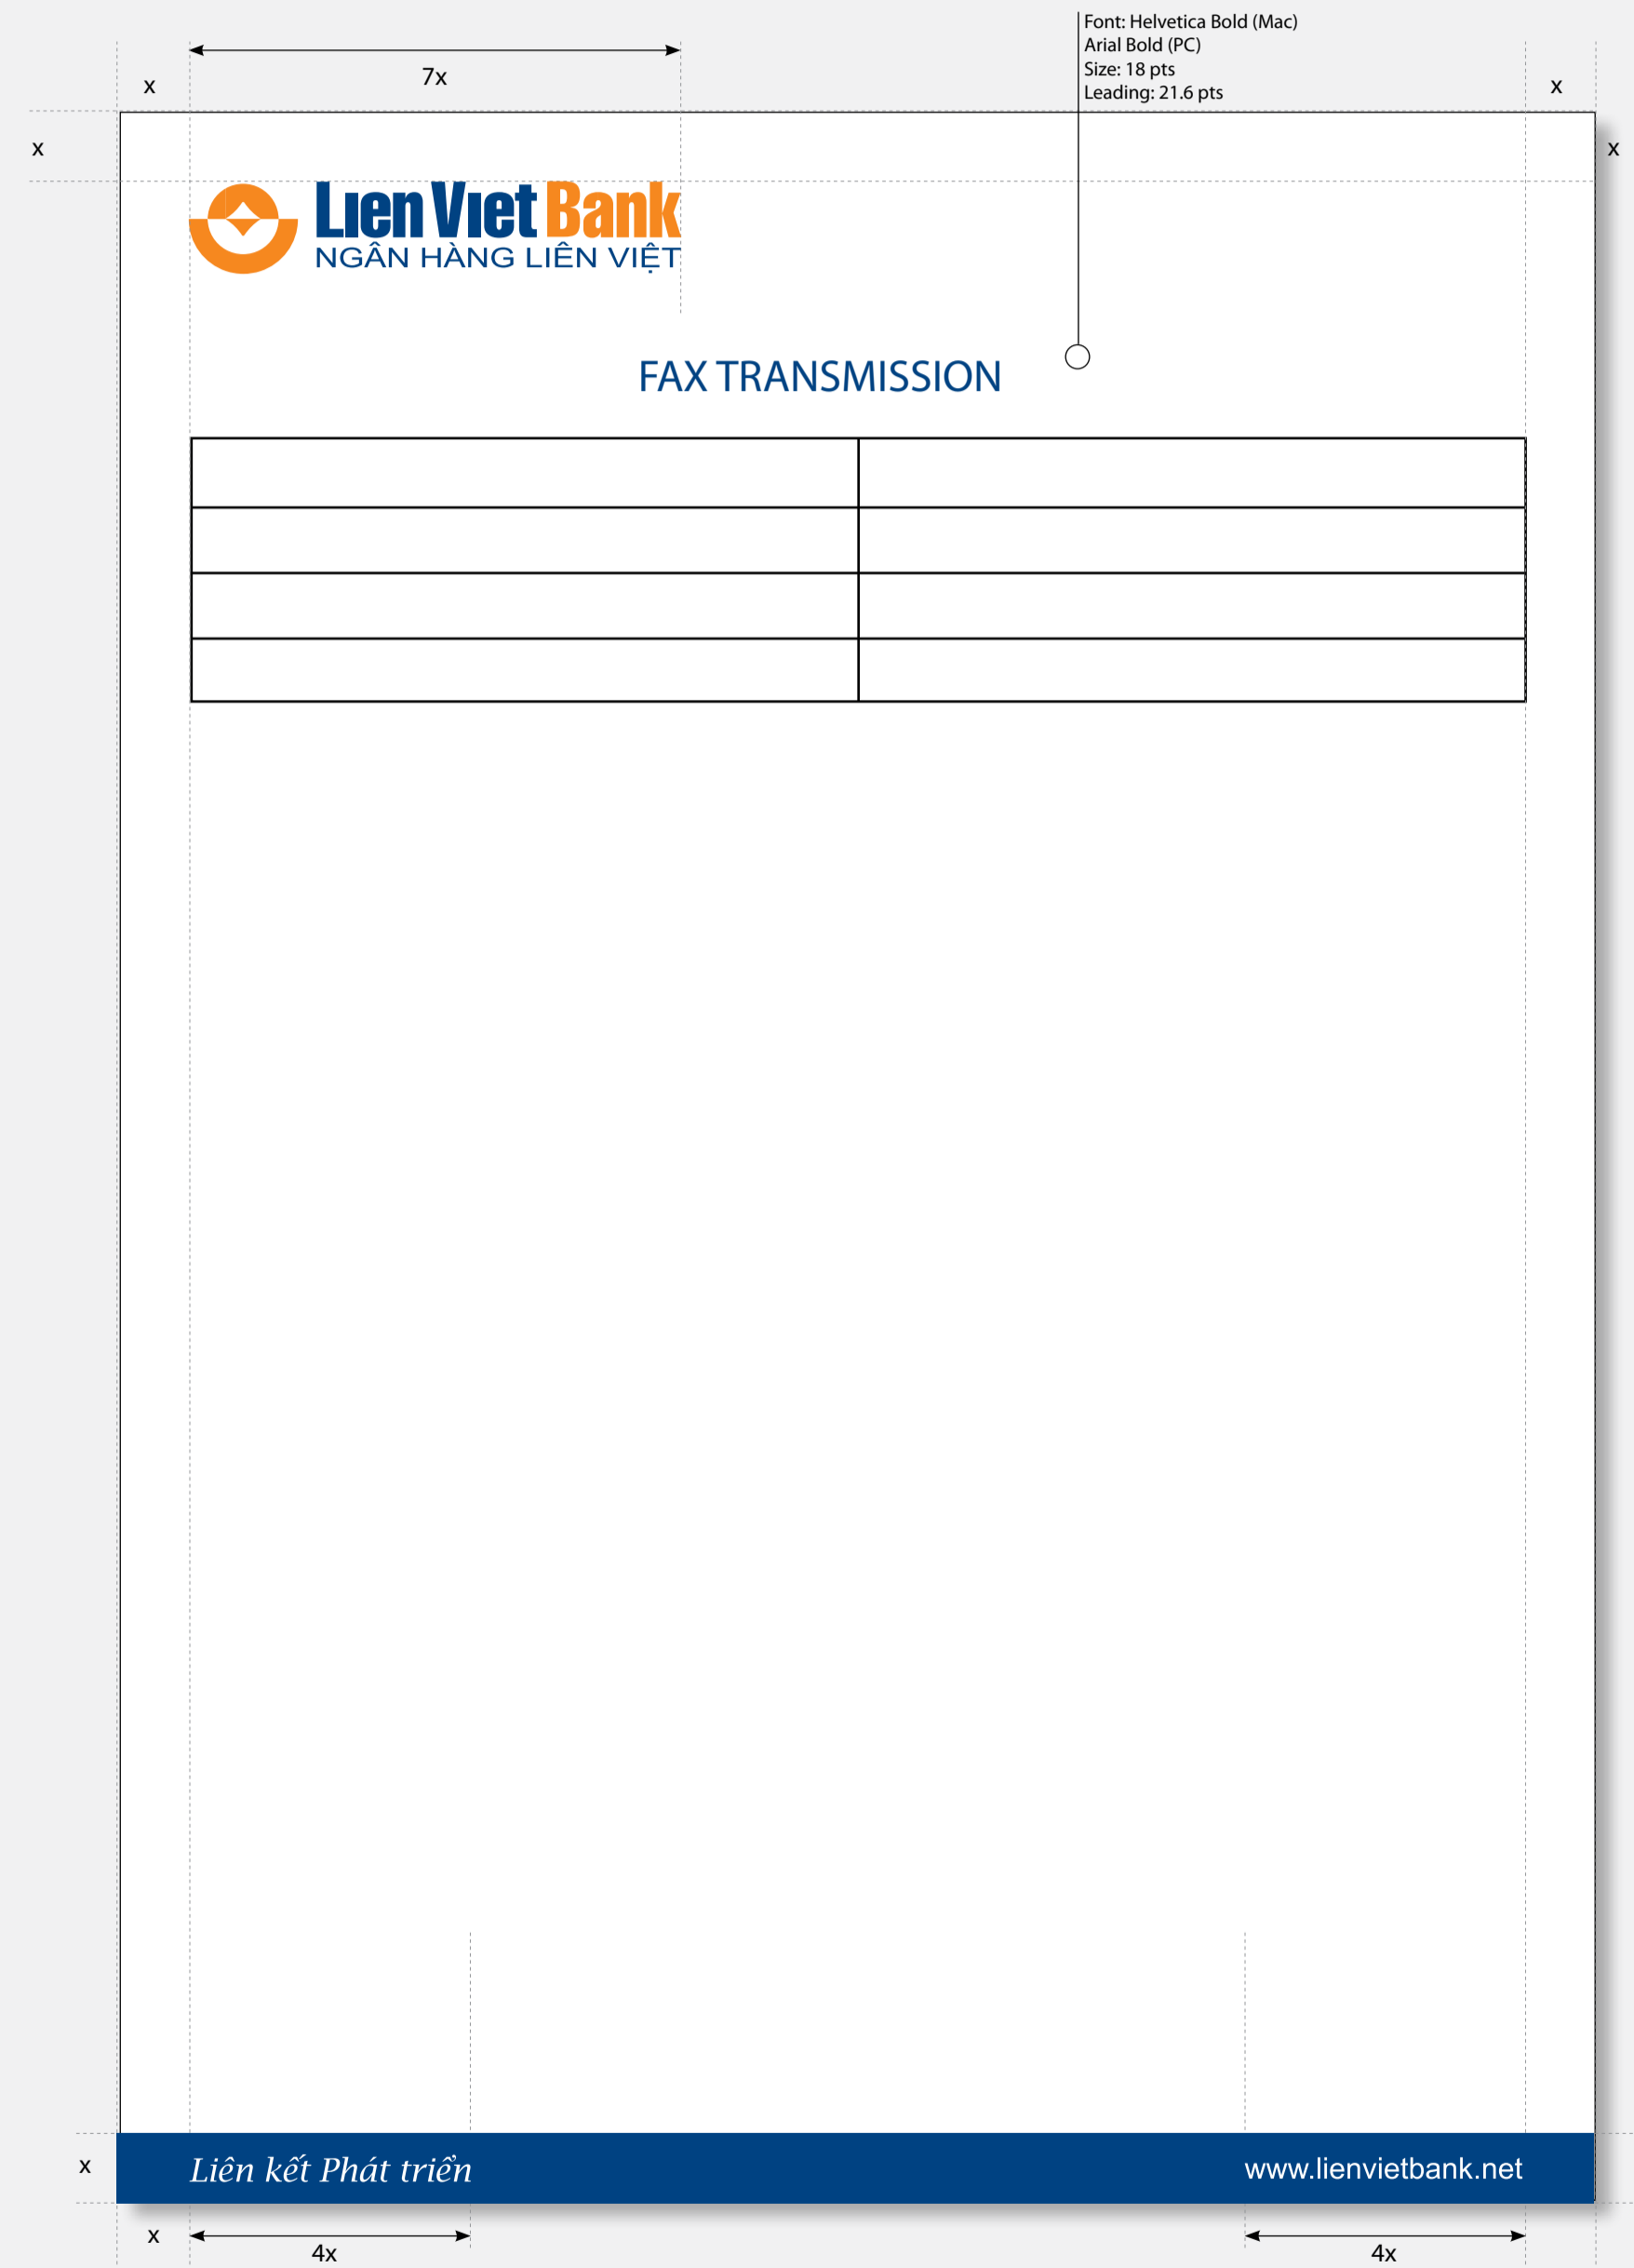 Font: Helvetica Bold (Mac)
Arial Bold (PC)
Size: 18 pts
Leading: 21.6 pts
7x
x
x
x
x
LienVietBank
NGÂN HÀNG LIÊN VIỆT
FAX TRANSMISSION
x
Liên kết Phát triển
www.lienvietbank.net
x
4x
4x